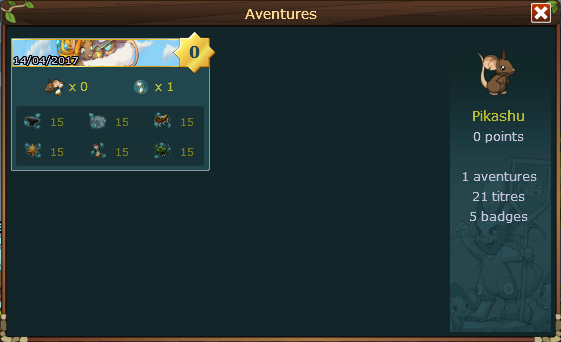 Aventures
14/04/2017
0
x 0
x 1
15
15
15
15
15
15
Pikashu
0 points
1 aventures
21 titres
5 badges